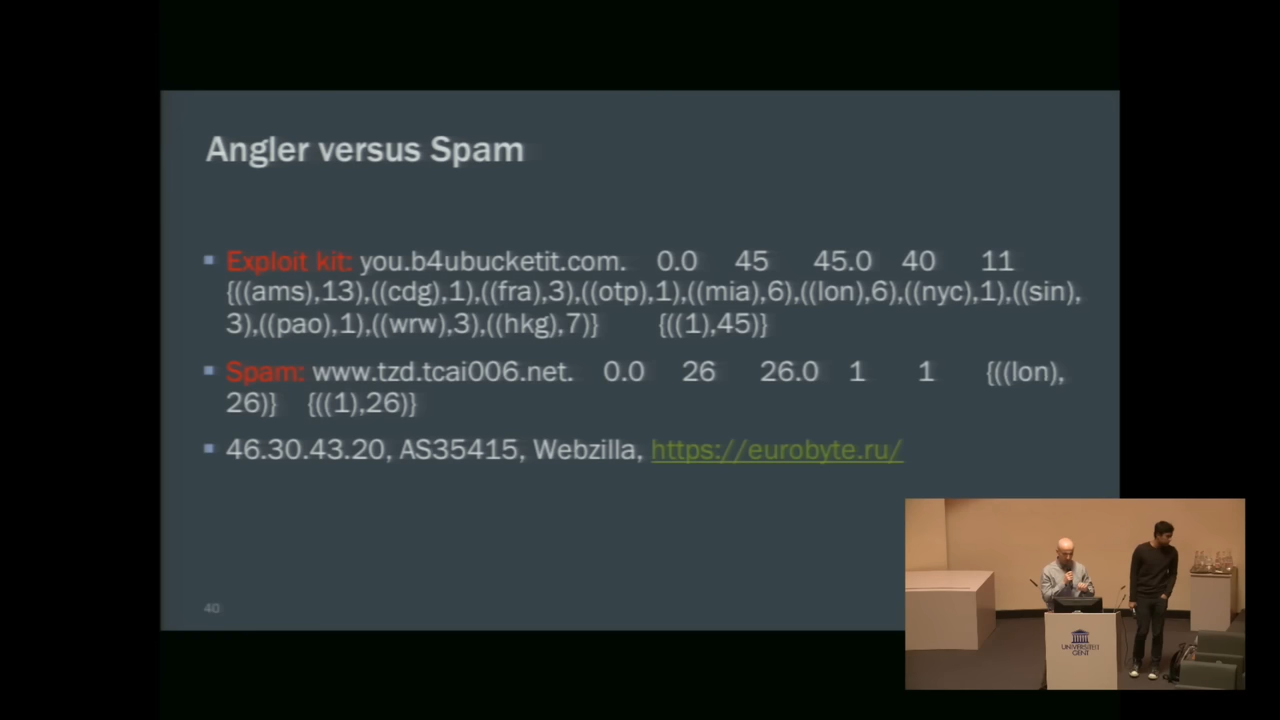 Angler versus Spam
Exploit kit: you.b4ubucketit.com. 0.0 45 45.0 40 11
{((ams),13),((cdg),1),((fra),3),((otp),1),((mia),6),((lon),6),((nyc),1),((sin),
3),((pao),1),((wrw),3),((hkg),7)} {((1),45)}
Spam: www.tzd.tcai006.net. 0.0 26 26.0 1 1 {((lon),
26)} {((1),26)}
46.30.43.20, AS35415, Webzilla, https://eurobyte.ru/
40
UNIVERSITEIT
GENT